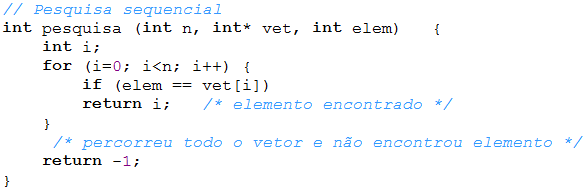 // Pesquisa sequencial
int pesquisa (int n, int* vet, int elem)   {
    int i;
    for (i=0; i<n; i++) {
        if (elem == vet[i])
        return i;   /* elemento encontrado */
    }
     /* percorreu todo o vetor e não encontrou elemento */
    return -1;
}